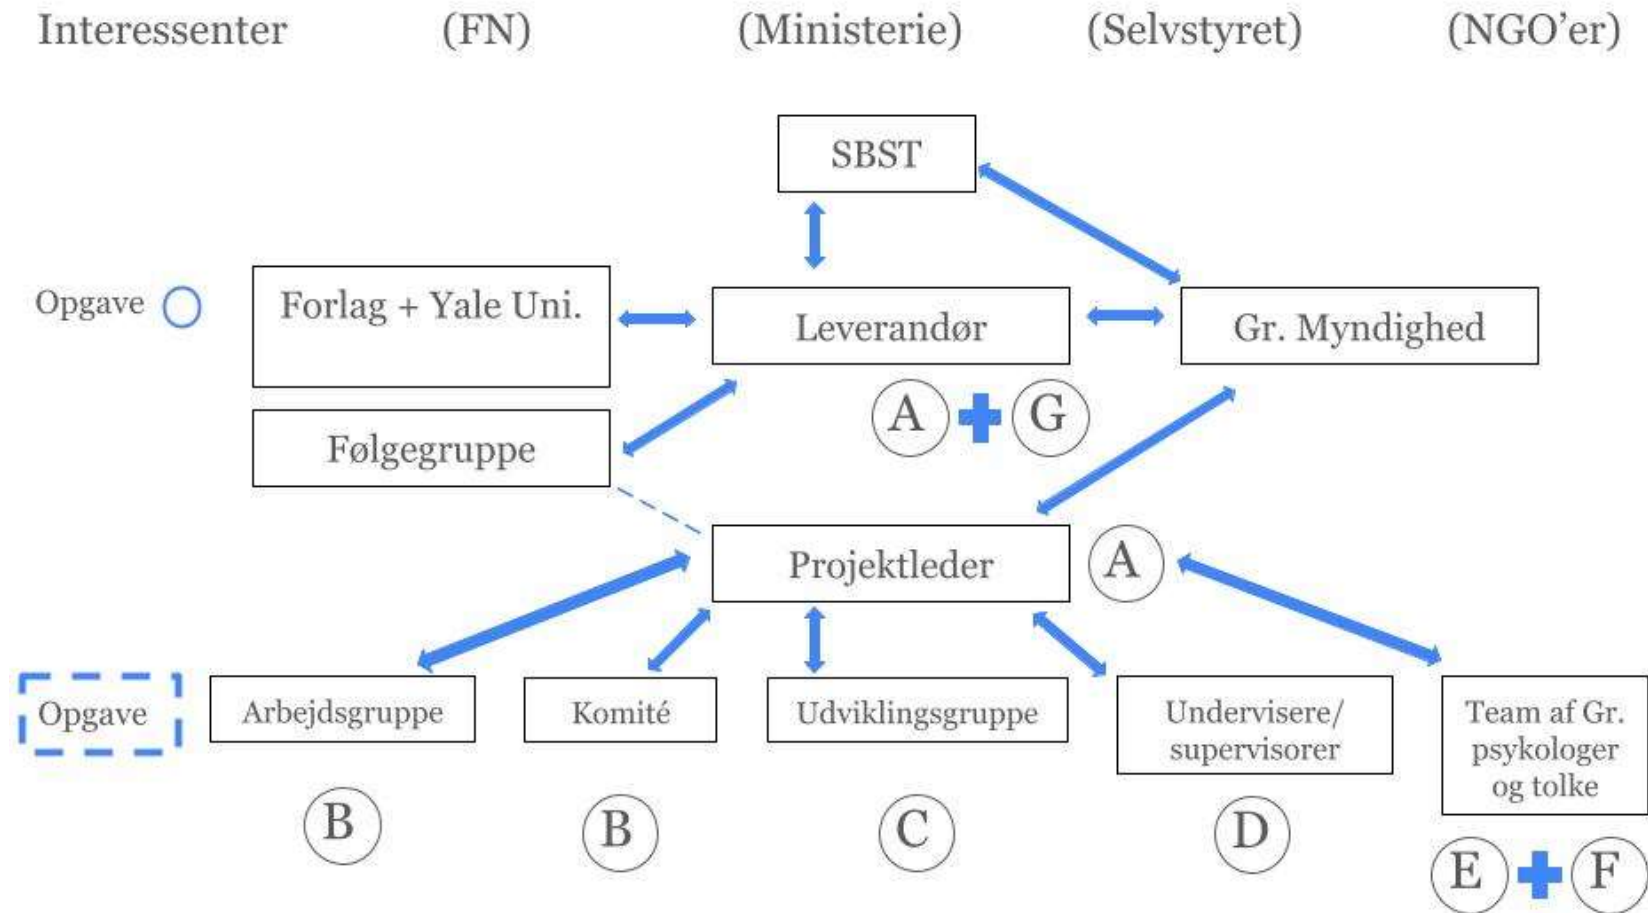 Interessenter (FN) (Ministerie) (Selvstyret) (NGO’er)
SBST
Opgave
Forlag + Yale Uni.
Leverandør
Gr. Myndighed
A
G
Følgegruppe
Projektleder
A
Opgave
Arbejdsgruppe
Komité
Udviklingsgruppe
Undervisere/
supervisorer
Team af Gr.
psykologer
og tolke
B
B
C
D
E
F